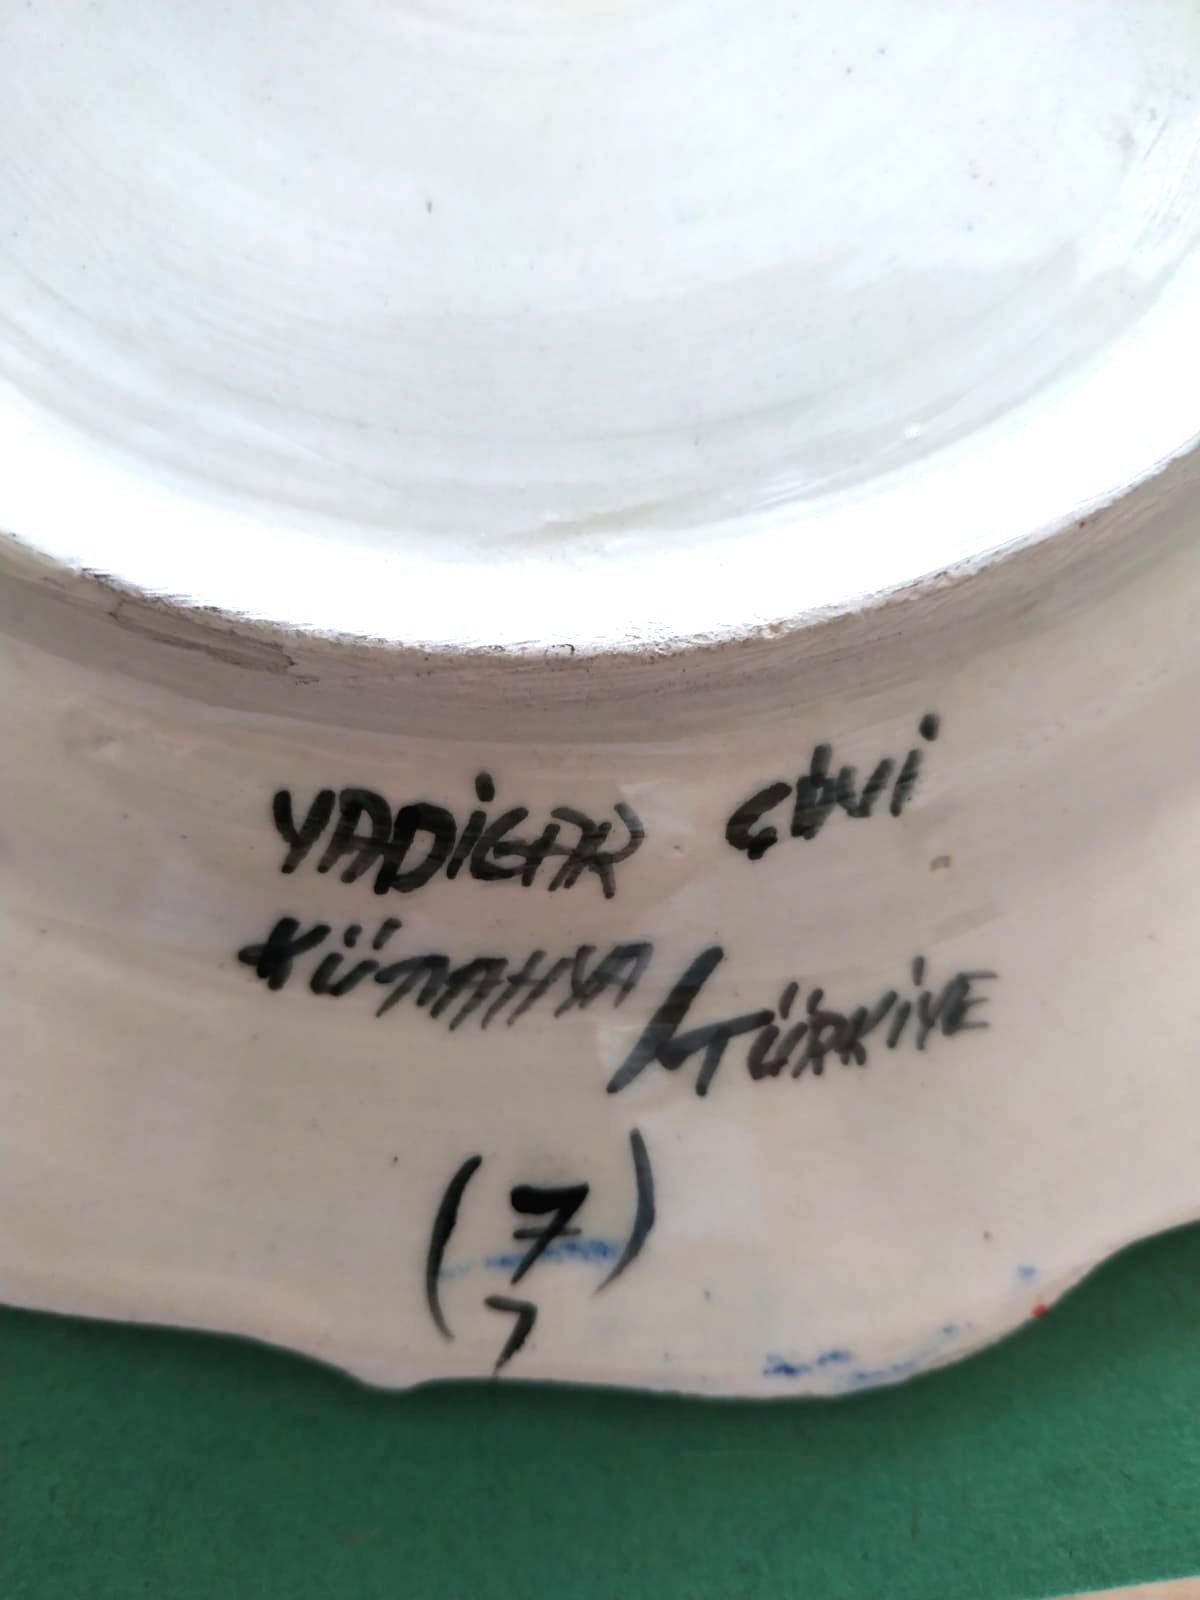 YADİGAR ÇİNİ
KÜTAHYA / TÜRKİYE
(7)
7